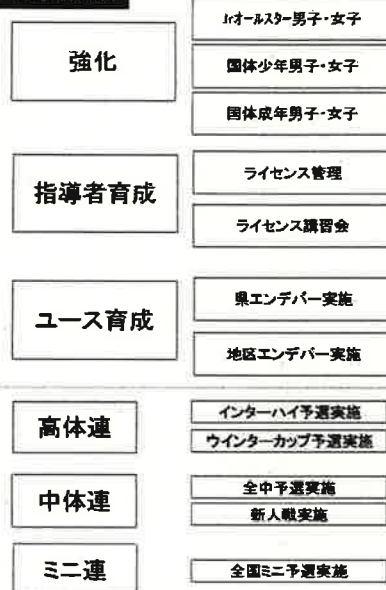 強化
Jrオールスター男子・女子
国体少年男子・女子
国体成年男子・女子
指導者育成
ライセンス管理
ライセンス講習会
ユース育成
県エンデバー実施
地区エンデバー実施
高体連
インターハイ予選実施
ウインターカップ予選実施
中体連
全中予選実施
新人戦実施
ミニ連
全国ミニ予選実施